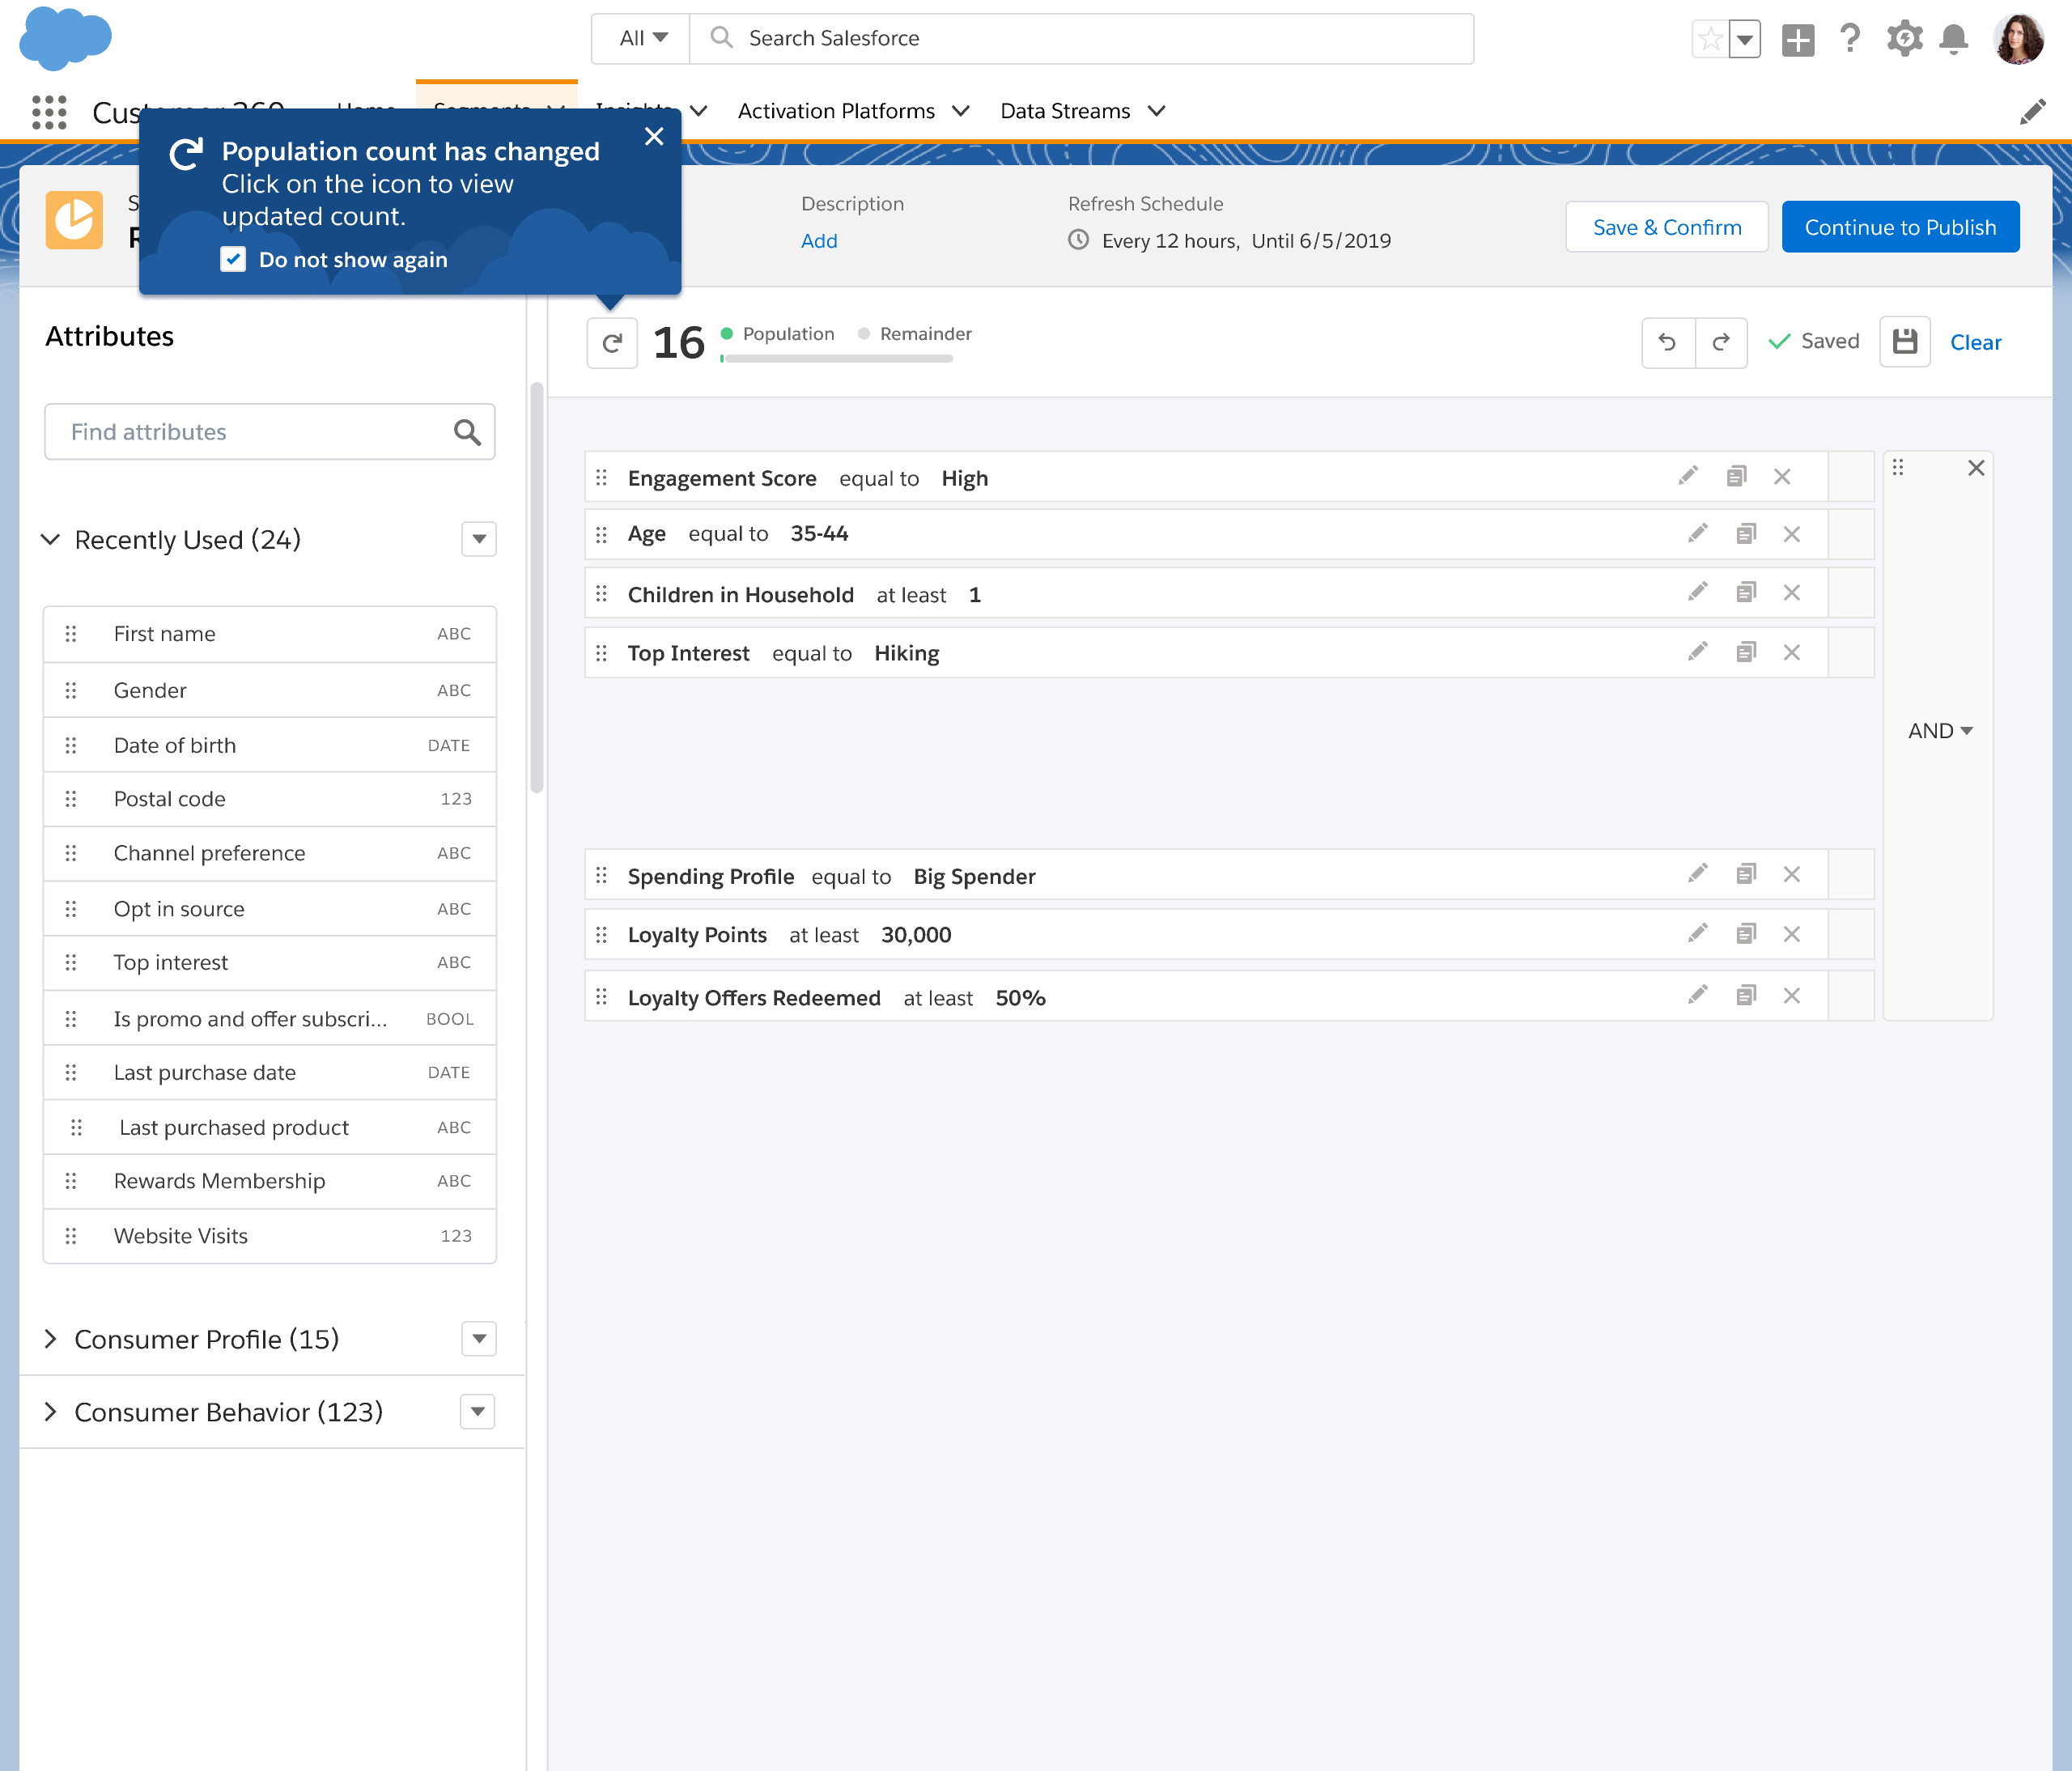 All
Search Salesforce
Activation Platforms
Data Streams
Population count has changed
Click on the icon to view
updated count.
Do not show again
Description
Add
Refresh Schedule
Every 12 hours, Until 6/5/2019
Save & Confirm
Continue to Publish
Attributes
Find attributes
Recently Used (24)
First name ABC
Gender ABC
Date of birth DATE
Postal code 123
Channel preference ABC
Opt in source ABC
Top interest ABC
Is promo and offer subscri... BOOL
Last purchase date DATE
Last purchased product ABC
Rewards Membership ABC
Website Visits 123
Consumer Profile (15)
Consumer Behavior (123)
16
Population
Remainder
Saved
Clear
Engagement Score equal to High
Age equal to 35-44
Children in Household at least 1
Top Interest equal to Hiking
AND
Spending Profile equal to Big Spender
Loyalty Points at least 30,000
Loyalty Offers Redeemed at least 50%